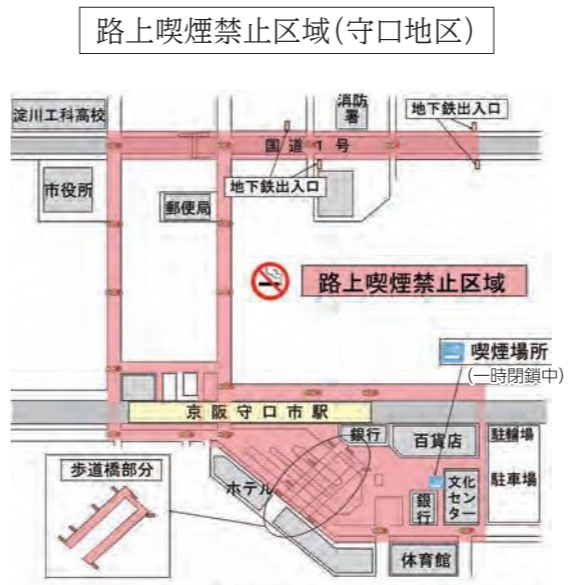 路上喫煙禁止区域(守口地区)
淀川工科高校
消防署
地下鉄出入口
国道1号
市役所
地下鉄出入口
郵便局
路上喫煙禁止区域
喫煙場所
(一時閉鎖中)
京阪守口市駅
銀行
百貨店
駐輪場
歩道橋部分
ホテル
銀行
文化センター
駐車場
体育館